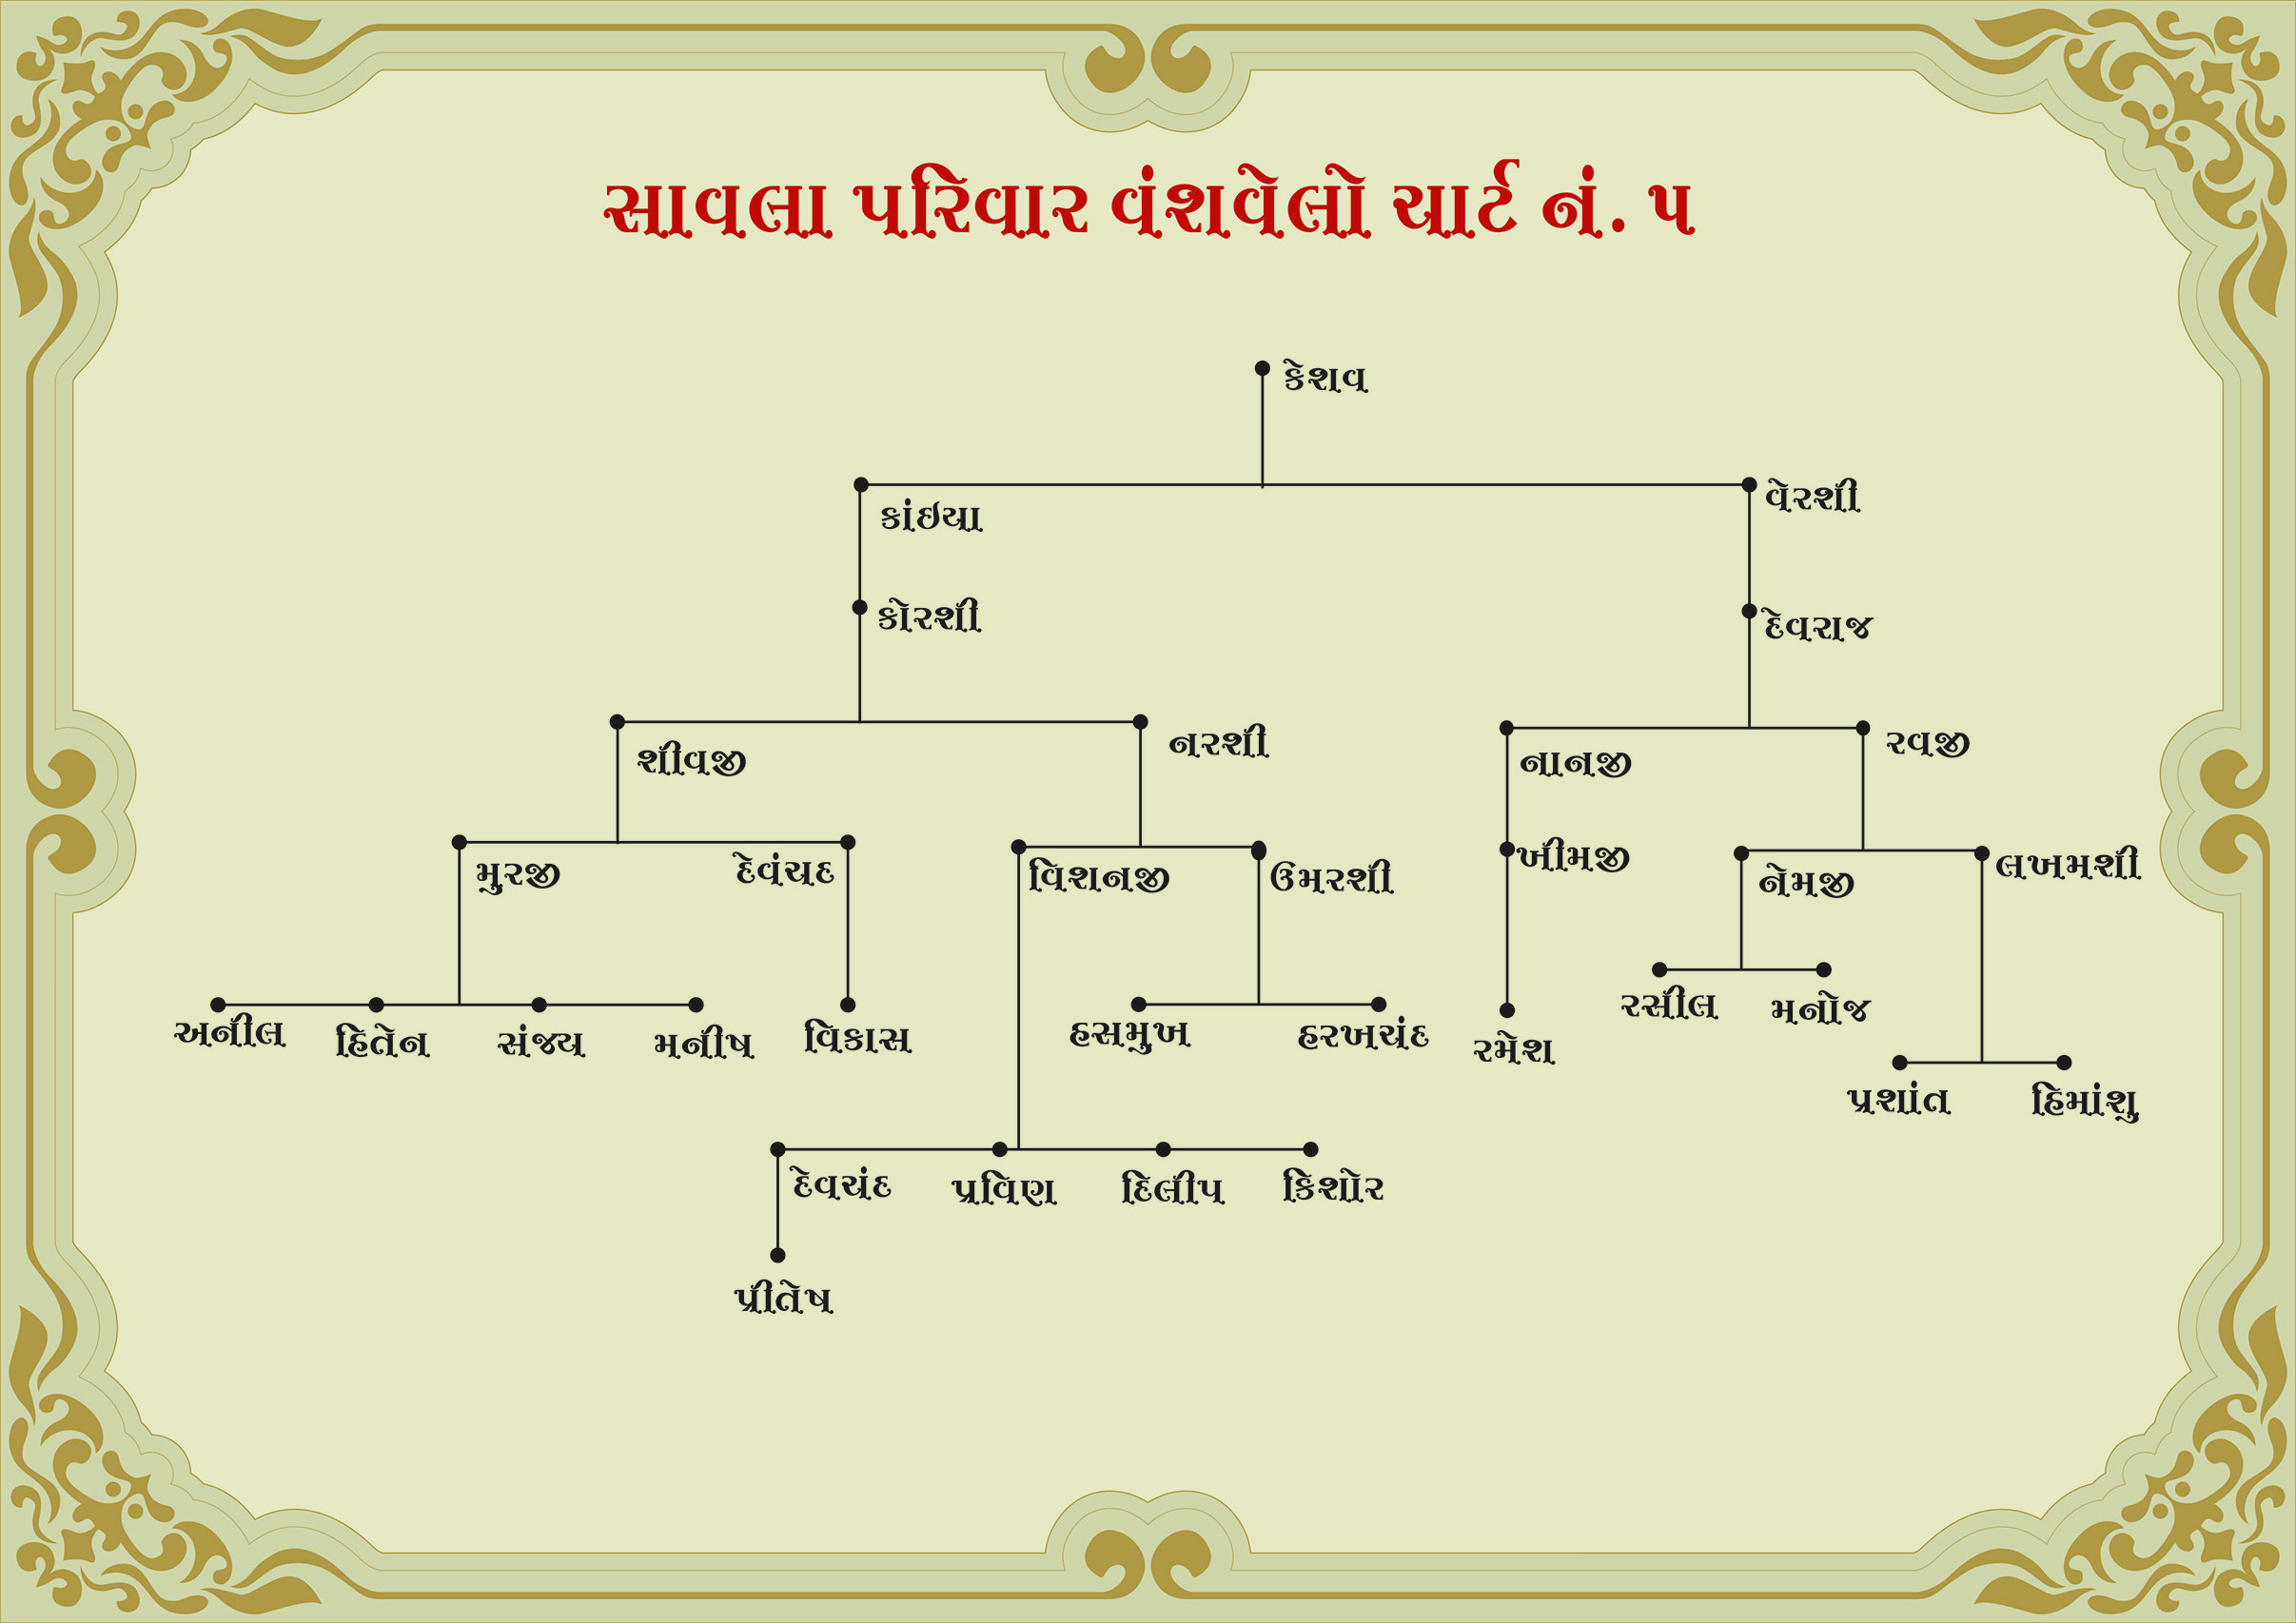 સાવલા પરિવાર વંશવેલો ચાર્ટ નં. ૫
કેશવ
કાંઇયા
વેરશી
કોરશી
દેવરાજ
શીવજી
નરશી
નાનજી
રવજી
મુરજી
દેવંચદ
વિશનજી
ઉમરશી
ખીમજી
નેમજી
લખમશી
અનીલ
હિતેન
સંજય
મનીષ
વિકાસ
હસમુખ
હરખચંદ
રમેશ
રસીલ
મનોજ
પ્રશાંત
હિમાંશુ
દેવચંદ
પ્રવિણ
દિલીપ
કિશોર
પ્રીતેષ